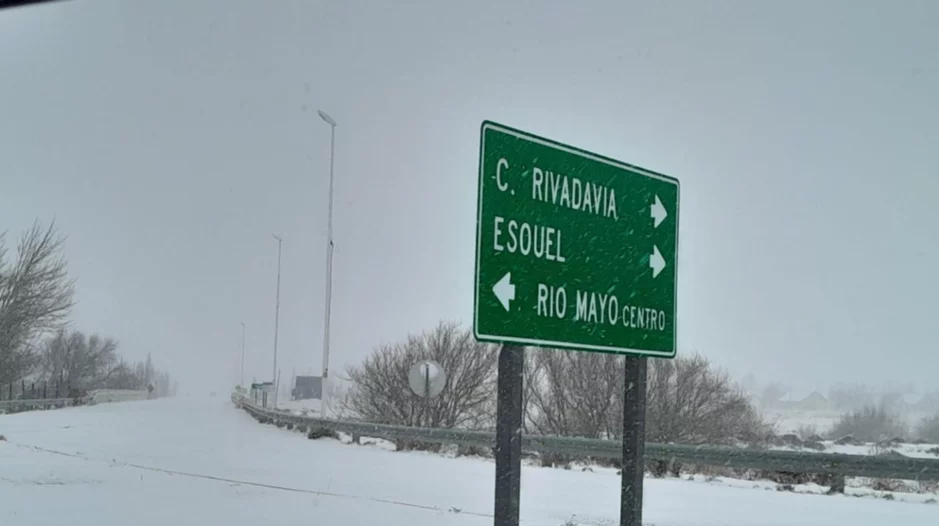 C. RIVADAVIA
ESQUEL
RIO MAYO CENTRO